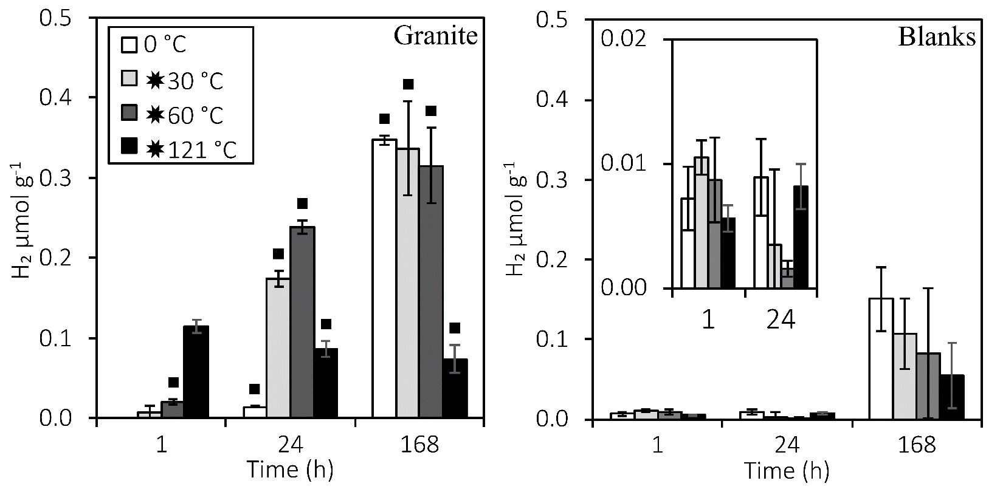 Granite
0 °C
✷30 °C
✷60 °C
✷121 °C
0.5
0.4
0.3
0.2
0.1
0.0
H₂ µmol g⁻¹
1 24 168
Time (h)
Blanks
0.5
0.4
0.3
0.2
0.1
0.0
H₂ µmol g⁻¹
0.02
0.01
0.00
1 24
1 24 168
Time (h)